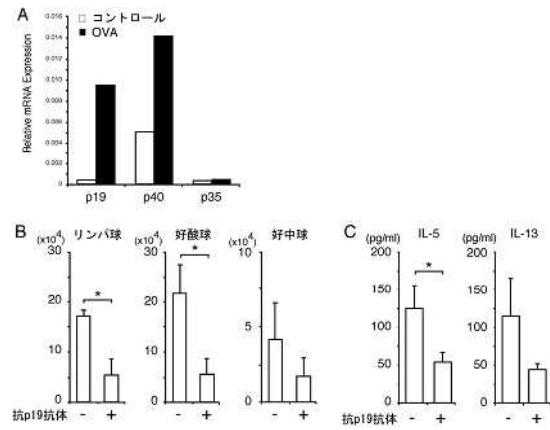 A
コントロール
OVA
Relative mRNA Expression
0.016
0.014
0.012
0.010
0.008
0.006
0.004
0.002
0
p19 p40 p35
B
リンパ球 好酸球 好中球
(x10⁴) (x10⁴) (x10⁴)
30 30 10
20 20
* *
5
10 10
0 0 0
抗p19抗体 - + - + - +
C
IL-5 IL-13
(pg/ml) (pg/ml)
200 200
*
150 150
100 100
50 50
0 0
抗p19抗体 - + - +